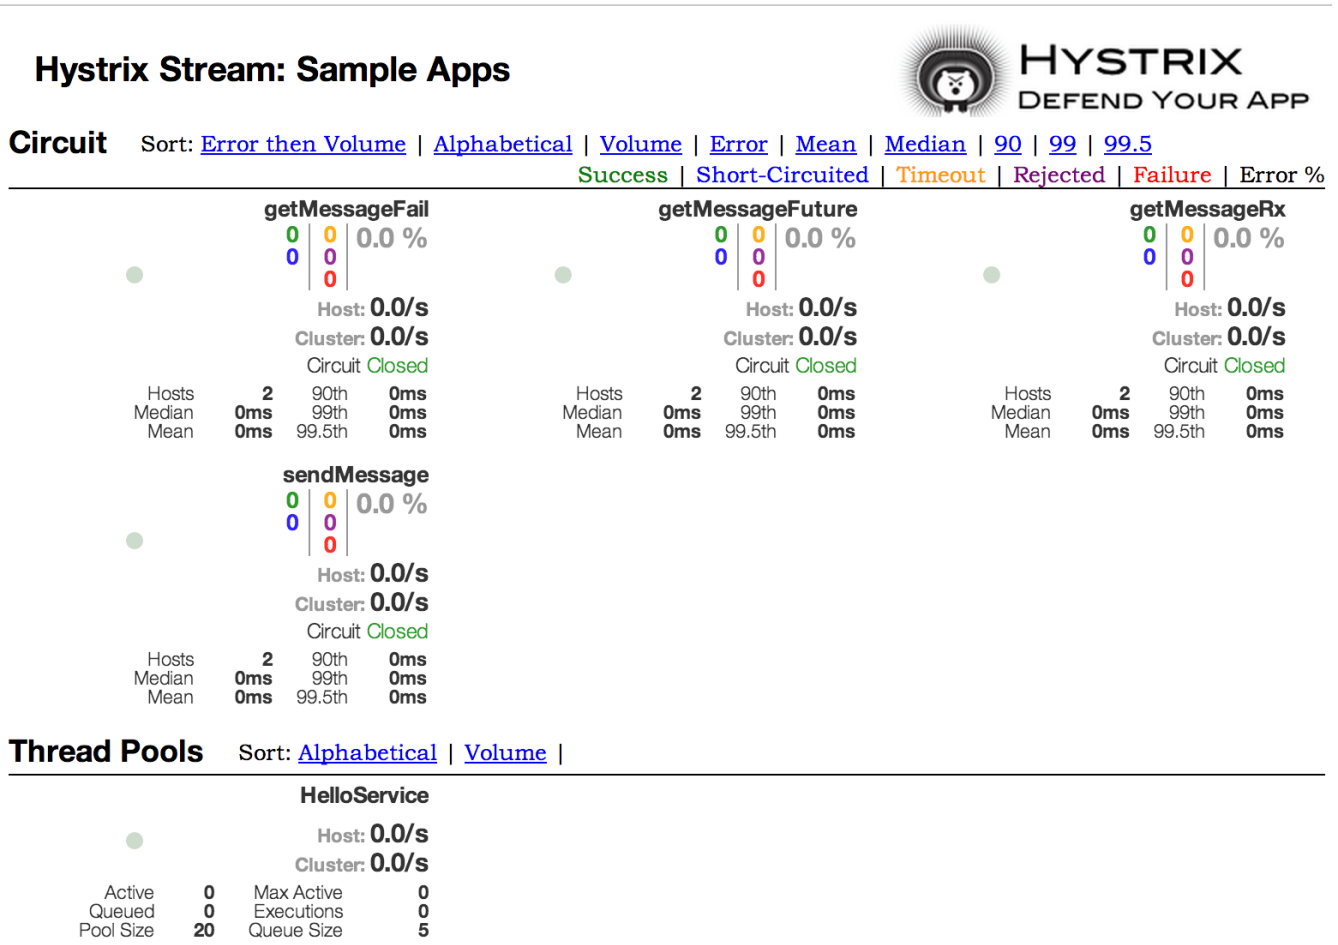 Hystrix Stream: Sample Apps
HYSTRIX
DEFEND YOUR APP
Circuit Sort: Error then Volume | Alphabetical | Volume | Error | Mean | Median | 90 | 99 | 99.5
Success | Short-Circuited | Timeout | Rejected | Failure | Error %
getMessageFail getMessageFuture getMessageRx
0 0 0.0 % 0 0 0.0 % 0 0 0.0 %
0 0 0 0 0 0
0 0 0
Host: 0.0/s Host: 0.0/s Host: 0.0/s
Cluster: 0.0/s Cluster: 0.0/s Cluster: 0.0/s
Circuit Closed Circuit Closed Circuit Closed
Hosts 2 90th 0ms Hosts 2 90th 0ms Hosts 2 90th 0ms
Median 0ms 99th 0ms Median 0ms 99th 0ms Median 0ms 99th 0ms
Mean 0ms 99.5th 0ms Mean 0ms 99.5th 0ms Mean 0ms 99.5th 0ms
sendMessage
0 0 0.0 %
0 0
0
Host: 0.0/s
Cluster: 0.0/s
Circuit Closed
Hosts 2 90th 0ms
Median 0ms 99th 0ms
Mean 0ms 99.5th 0ms
Thread Pools Sort: Alphabetical | Volume |
HelloService
Host: 0.0/s
Cluster: 0.0/s
Active 0 Max Active 0
Queued 0 Executions 0
Pool Size 20 Queue Size 5